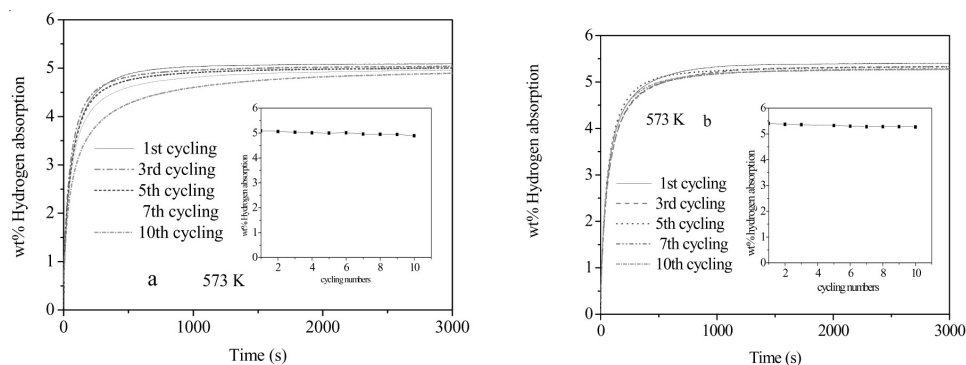 6
5
4
3
2
1
0
wt% Hydrogen absorption
1st cycling
3rd cycling
5th cycling
7th cycling
10th cycling
a
573 K
0
1000
2000
3000
Time (s)
6
5
4
3
2
1
0
wt% Hydrogen absorption
2
4
6
8
10
cycling numbers
6
5
4
3
2
1
0
wt% Hydrogen absorption
573 K b
1st cycling
3rd cycling
5th cycling
7th cycling
10th cycling
0
1000
2000
3000
Time (s)
6
5
4
3
2
1
0
wt% hydrogen absorption
2
4
6
8
10
cycling numbers